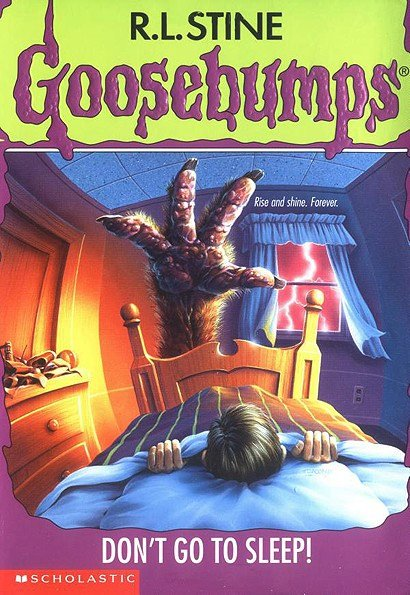 R.L. STINE
Goosebumps®
Rise and shine. Forever.
DON'T GO TO SLEEP!
SCHOLASTIC